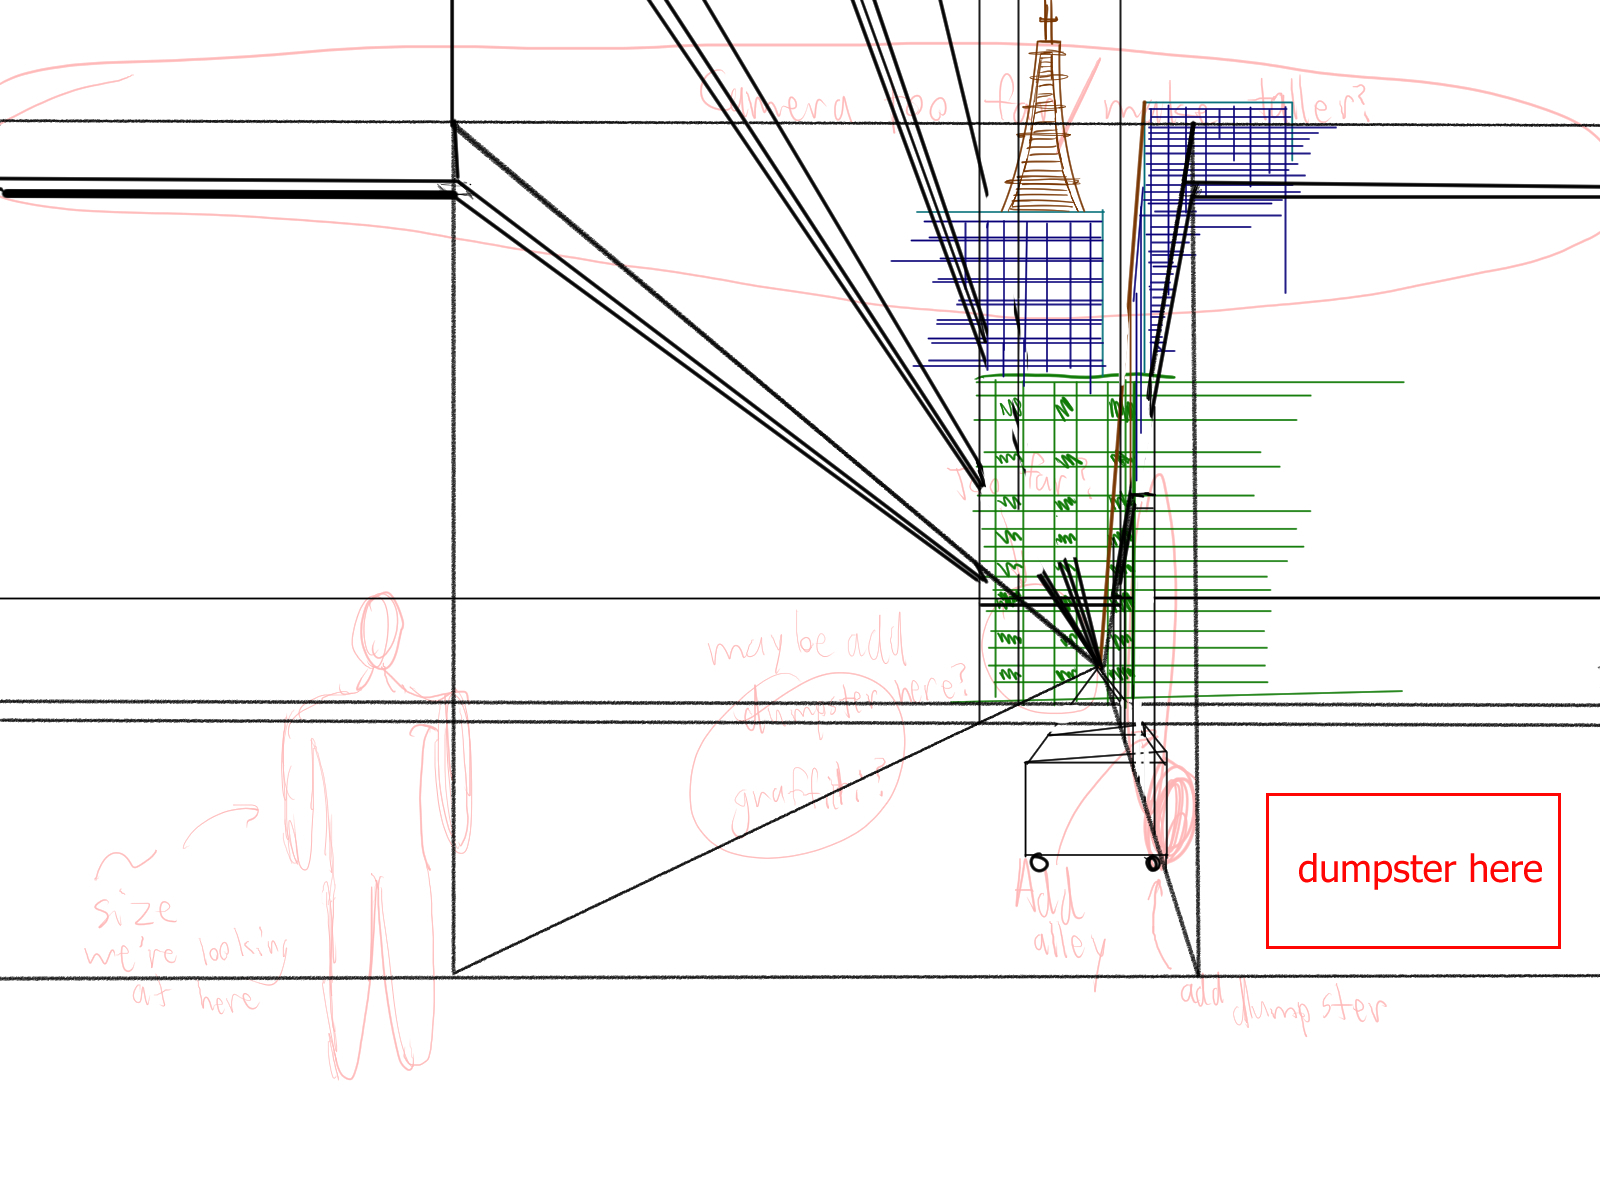 Camera too far / make taller?
Too far?
maybe add
dumpster here?
graffiti?
size
we're looking
at here
Add
alley
add dumpster
dumpster here